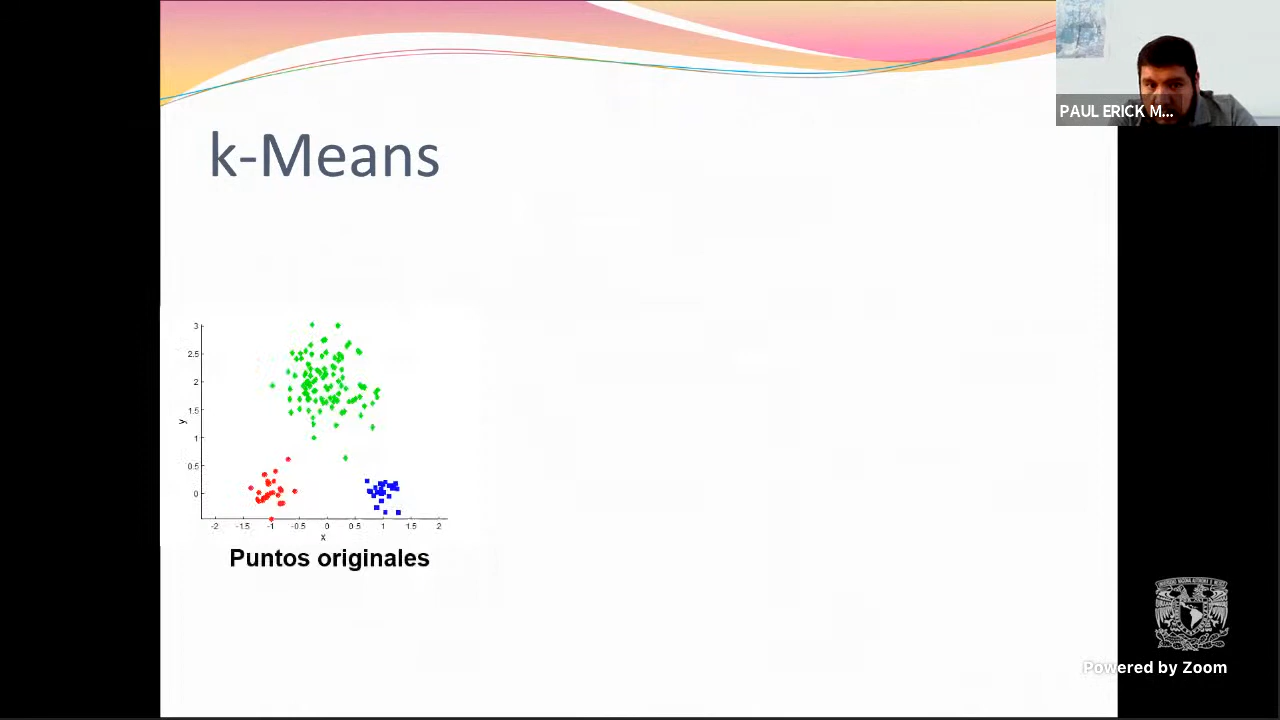 PAUL ERICK M...
k-Means
3
2.5
2
1.5
1
0.5
0
y
-2 -1.5 -1 -0.5 0 0.5 1 1.5 2
x
Puntos originales
Powered by Zoom